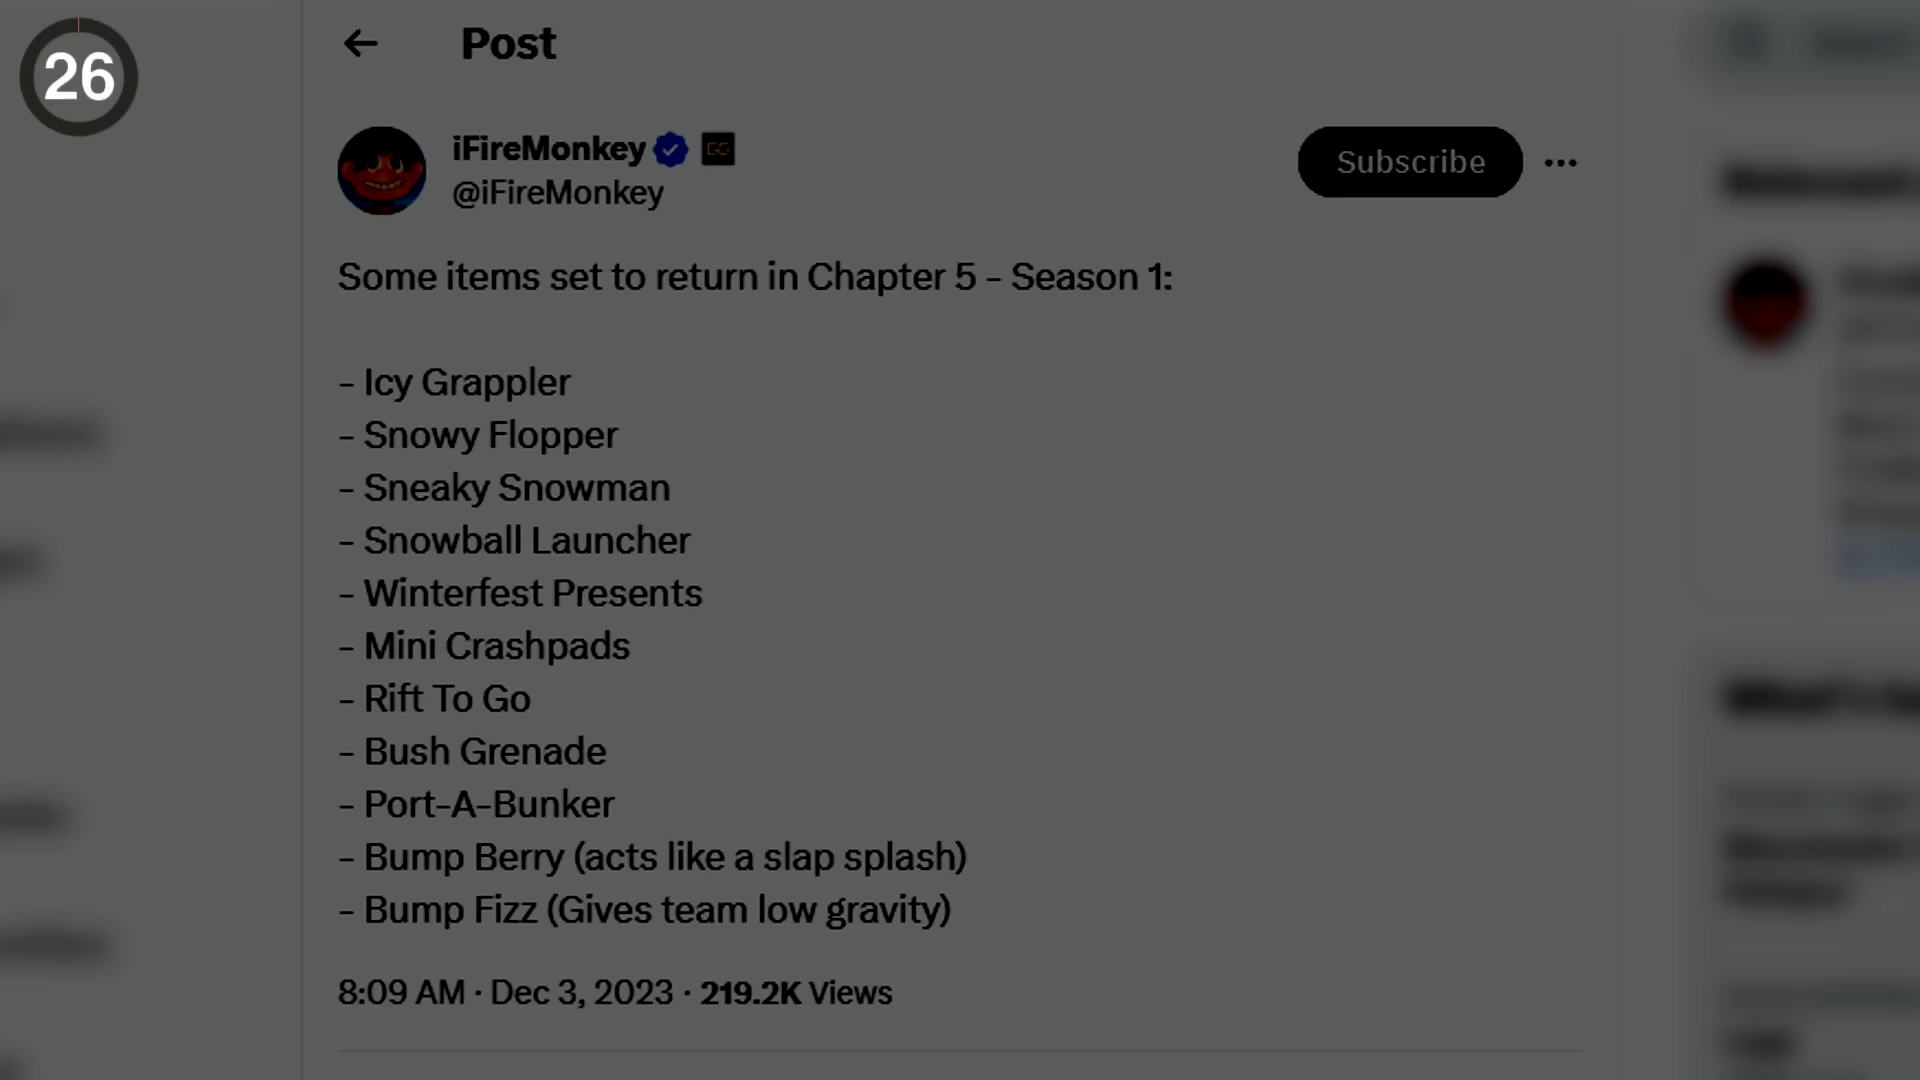 26
Post
iFireMonkey
@iFireMonkey
Subscribe
Some items set to return in Chapter 5 - Season 1:
- Icy Grappler
- Snowy Flopper
- Sneaky Snowman
- Snowball Launcher
- Winterfest Presents
- Mini Crashpads
- Rift To Go
- Bush Grenade
- Port-A-Bunker
- Bump Berry (acts like a slap splash)
- Bump Fizz (Gives team low gravity)
8:09 AM · Dec 3, 2023 · 219.2K Views